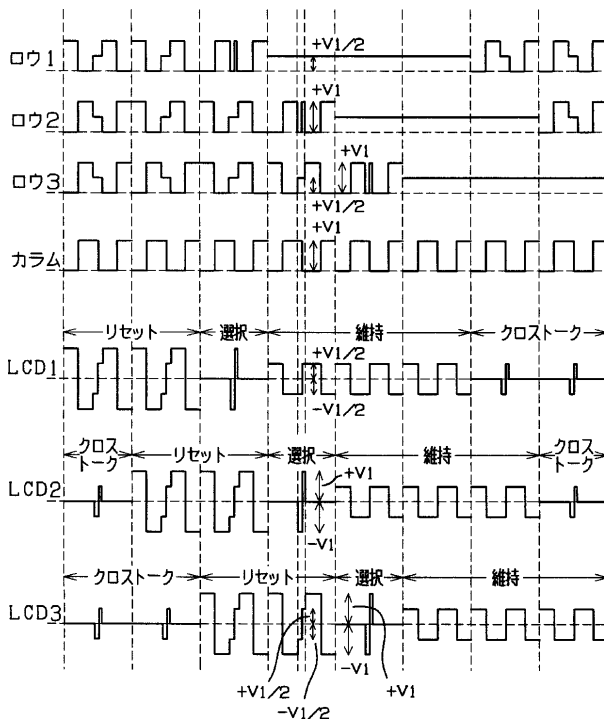 ロウ1
+V1/2
ロウ2
+V1
ロウ3
+V1
+V1/2
カラム
+V1
リセット 選択 維持 クロストーク
LCD1
+V1/2
-V1/2
クロス
トーク
リセット 選択 維持 クロス
トーク
LCD2
+V1
-V1
クロストーク リセット 選択 維持
LCD3
-V1
+V1/2
+V1
-V1/2